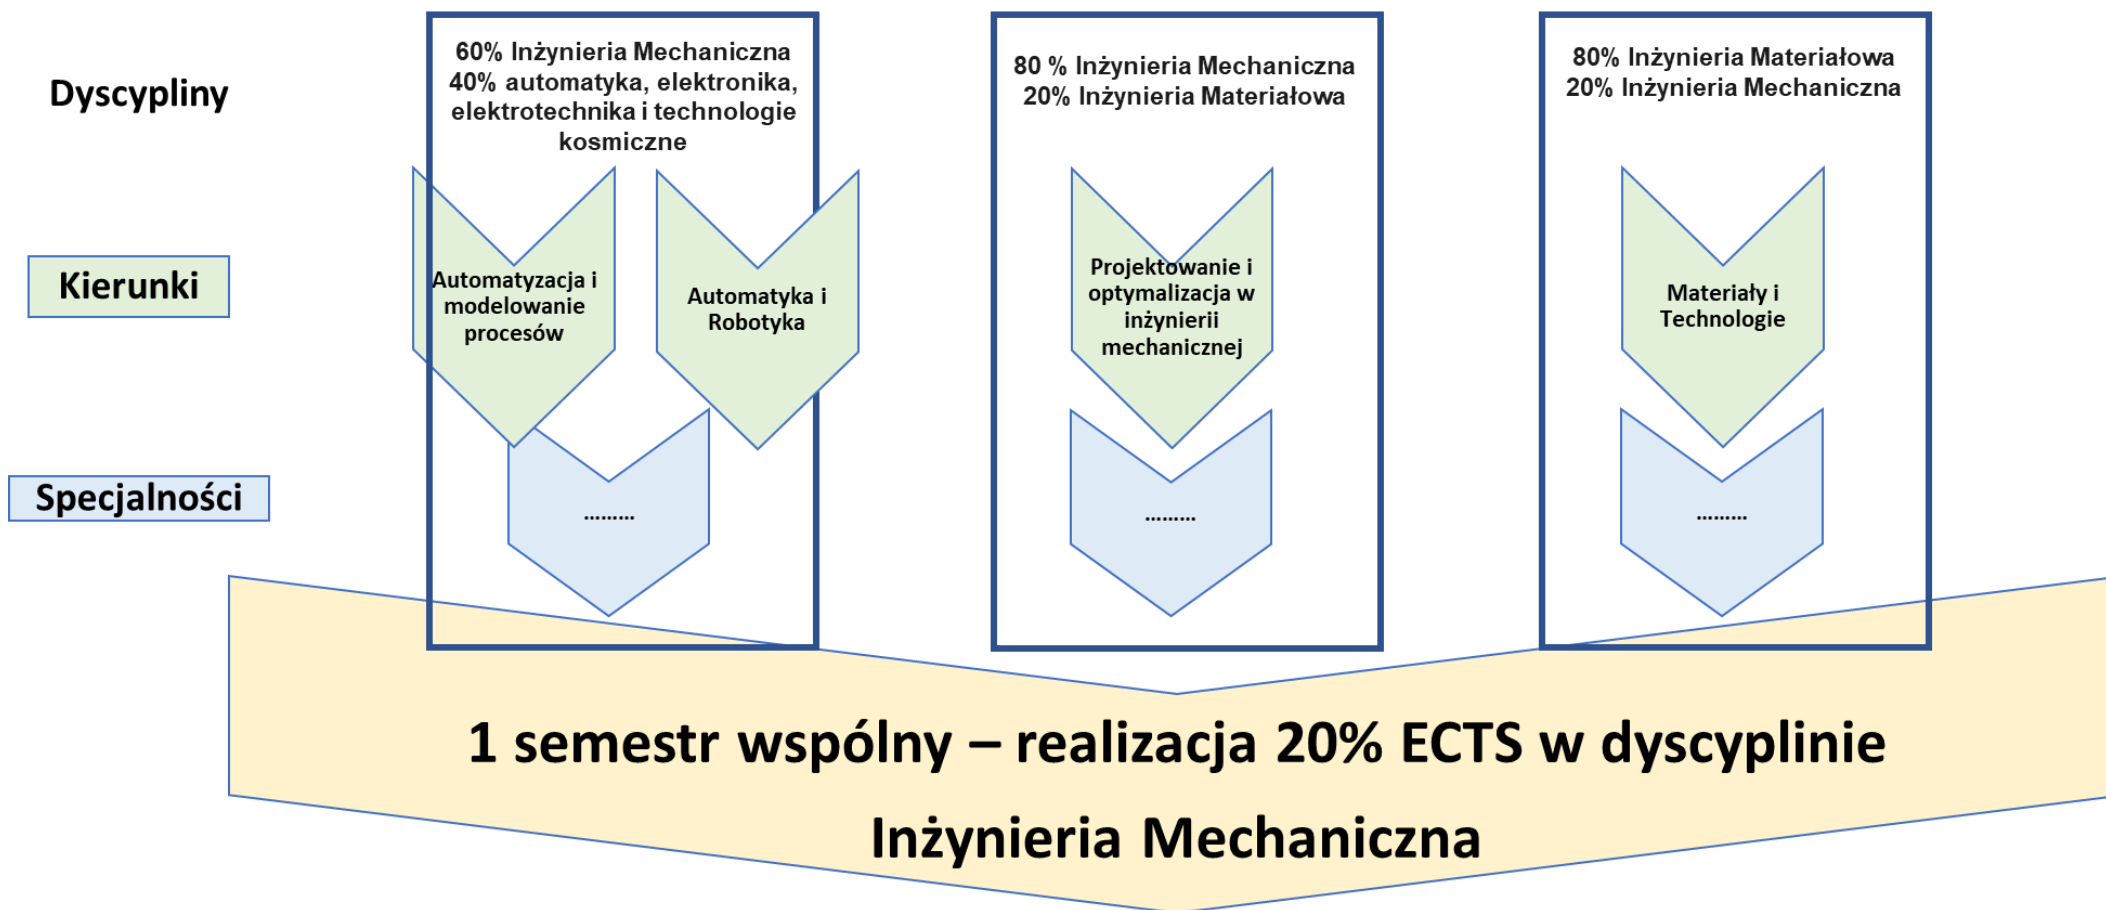 Dyscypliny
60% Inżynieria Mechaniczna
40% automatyka, elektronika,
elektrotechnika i technologie
kosmiczne
80 % Inżynieria Mechaniczna
20% Inżynieria Materiałowa
80% Inżynieria Materiałowa
20% Inżynieria Mechaniczna
Kierunki
Automatyzacja i
modelowanie
procesów
Automatyka i
Robotyka
Projektowanie i
optymalizacja w
inżynierii
mechanicznej
Materiały i
Technologie
Specjalności
.........
.........
.........
1 semestr wspólny – realizacja 20% ECTS w dyscyplinie
Inżynieria Mechaniczna